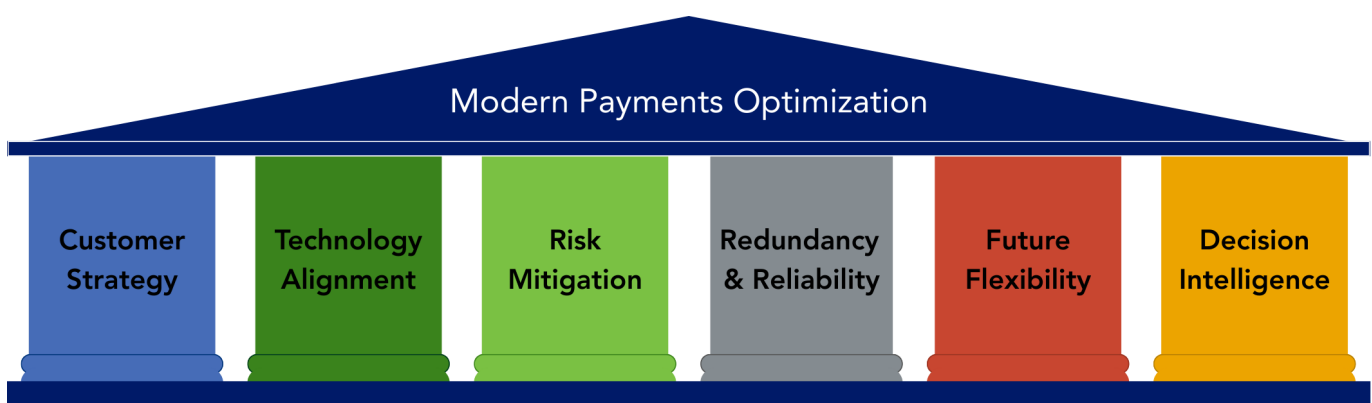 Modern Payments Optimization
Customer
Strategy
Technology
Alignment
Risk
Mitigation
Redundancy
& Reliability
Future
Flexibility
Decision
Intelligence